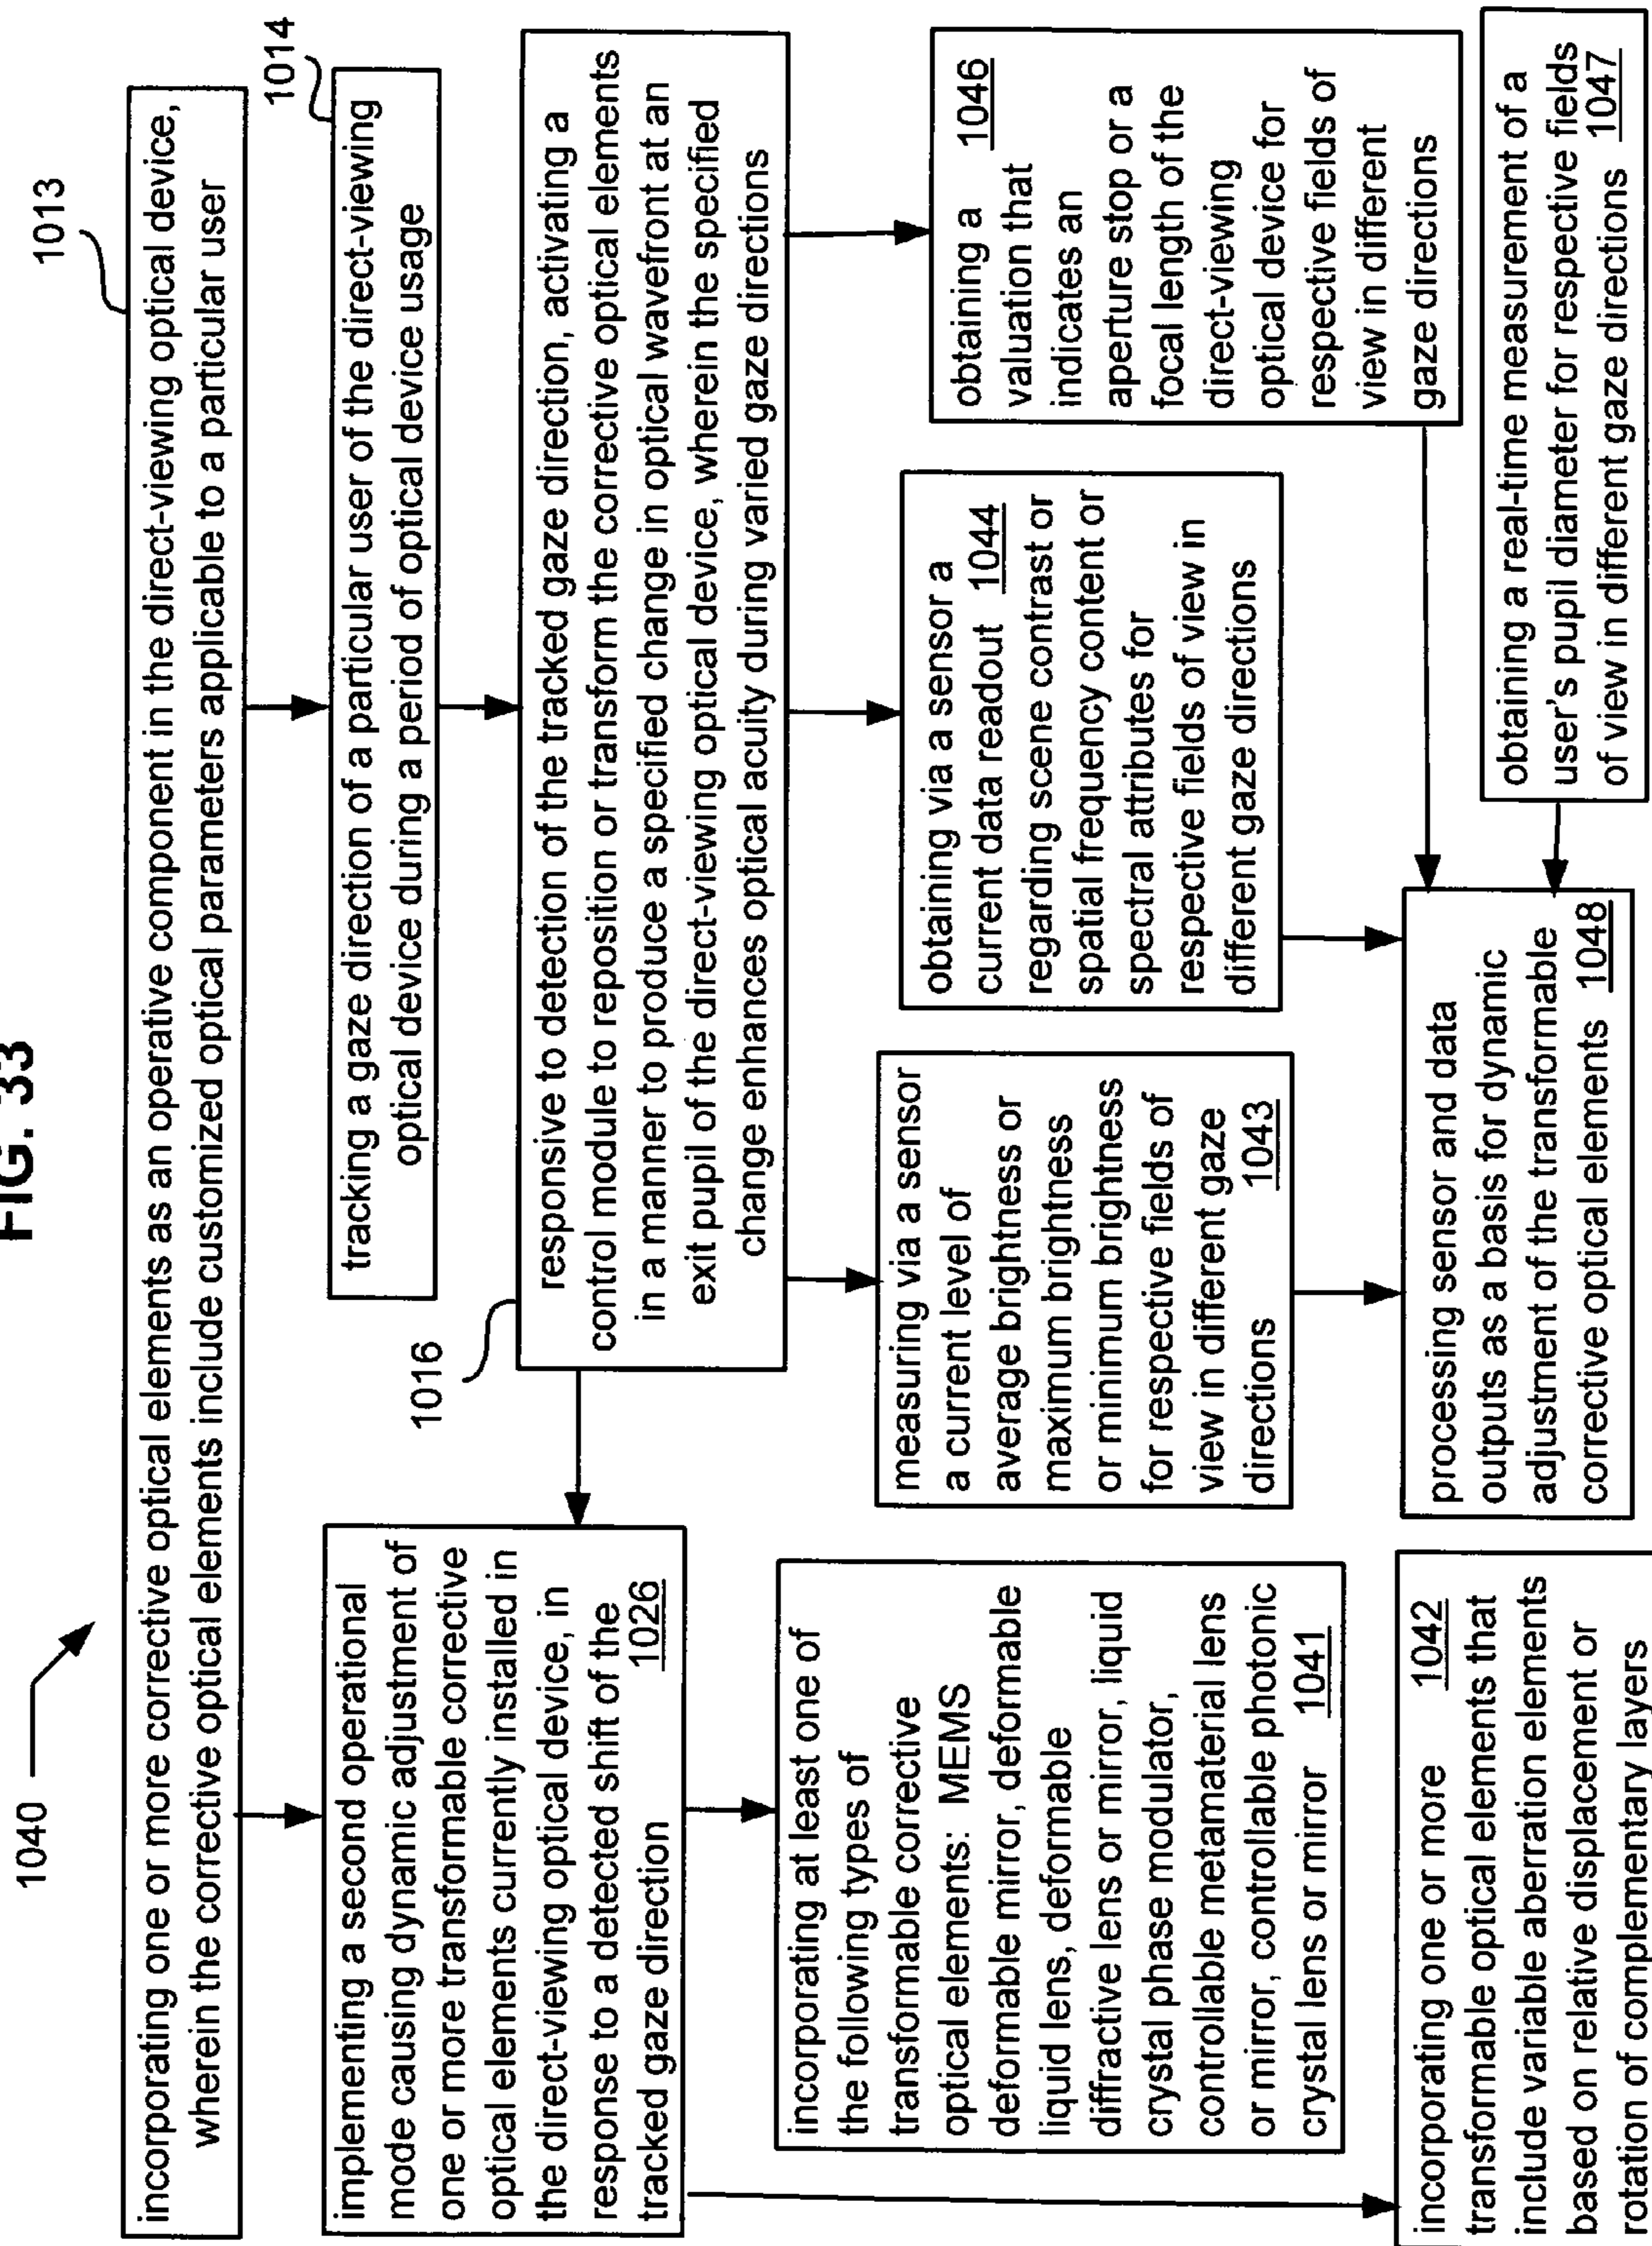 FIG. 33
1040
1013
incorporating one or more corrective optical elements as an operative component in the direct-viewing optical device,
wherein the corrective optical elements include customized optical parameters applicable to a particular user
1014
tracking a gaze direction of a particular user of the direct-viewing
optical device during a period of optical device usage
1016
responsive to detection of the tracked gaze direction, activating a
control module to reposition or transform the corrective optical elements
in a manner to produce a specified change in optical wavefront at an
exit pupil of the direct-viewing optical device, wherein the specified
change enhances optical acuity during varied gaze directions
implementing a second operational
mode causing dynamic adjustment of
one or more transformable corrective
optical elements currently installed in
the direct-viewing optical device, in
response to a detected shift of the
tracked gaze direction 1026
incorporating at least one of
the following types of
transformable corrective
optical elements: MEMS
deformable mirror, deformable
liquid lens, deformable
diffractive lens or mirror, liquid
crystal phase modulator,
controllable metamaterial lens
or mirror, controllable photonic
crystal lens or mirror 1041
incorporating one or more 1042
transformable optical elements that
include variable aberration elements
based on relative displacement or
rotation of complementary layers
measuring via a sensor
a current level of
average brightness or
maximum brightness
or minimum brightness
for respective fields of
view in different gaze
directions 1043
obtaining via a sensor a
current data readout 1044
regarding scene contrast or
spatial frequency content or
spectral attributes for
respective fields of view in
different gaze directions
obtaining a 1046
valuation that
indicates an
aperture stop or a
focal length of the
direct-viewing
optical device for
respective fields of
view in different
gaze directions
processing sensor and data
outputs as a basis for dynamic
adjustment of the transformable
corrective optical elements 1048
obtaining a real-time measurement of a
user's pupil diameter for respective fields
of view in different gaze directions 1047